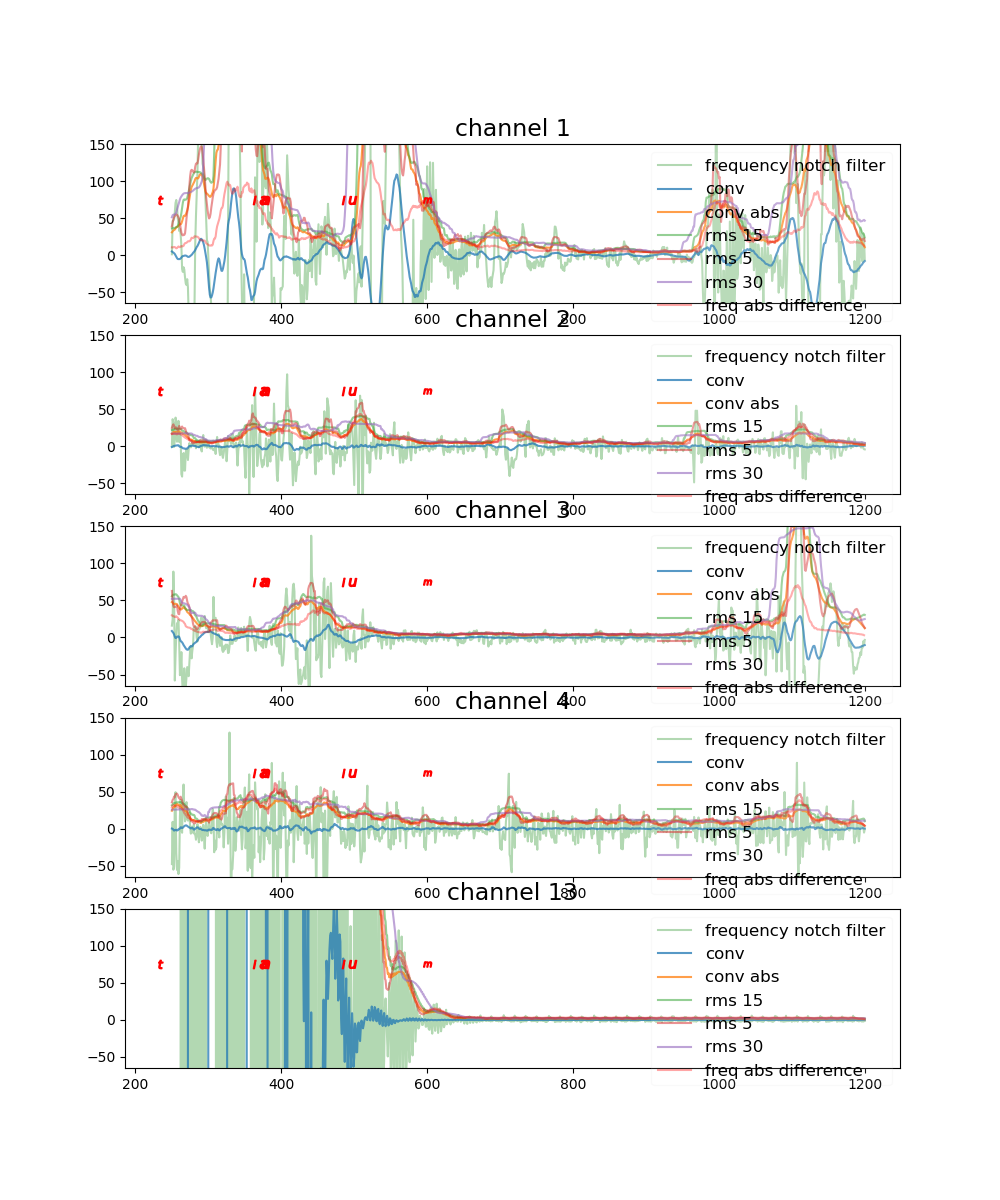 channel 1
150
100
50
0
−50
t
l
u
m
frequency notch filter
conv
conv abs
rms 15
rms 5
rms 30
freq abs difference
200 400 600 800 1000 1200
channel 2
150
100
50
0
−50
t
l
u
m
frequency notch filter
conv
conv abs
rms 15
rms 5
rms 30
freq abs difference
200 400 600 800 1000 1200
channel 3
150
100
50
0
−50
t
l
u
m
frequency notch filter
conv
conv abs
rms 15
rms 5
rms 30
freq abs difference
200 400 600 800 1000 1200
channel 4
150
100
50
0
−50
t
l
u
m
frequency notch filter
conv
conv abs
rms 15
rms 5
rms 30
freq abs difference
200 400 600 800 1000 1200
channel 13
150
100
50
0
−50
t
l
u
m
frequency notch filter
conv
conv abs
rms 15
rms 5
rms 30
freq abs difference
200 400 600 800 1000 1200